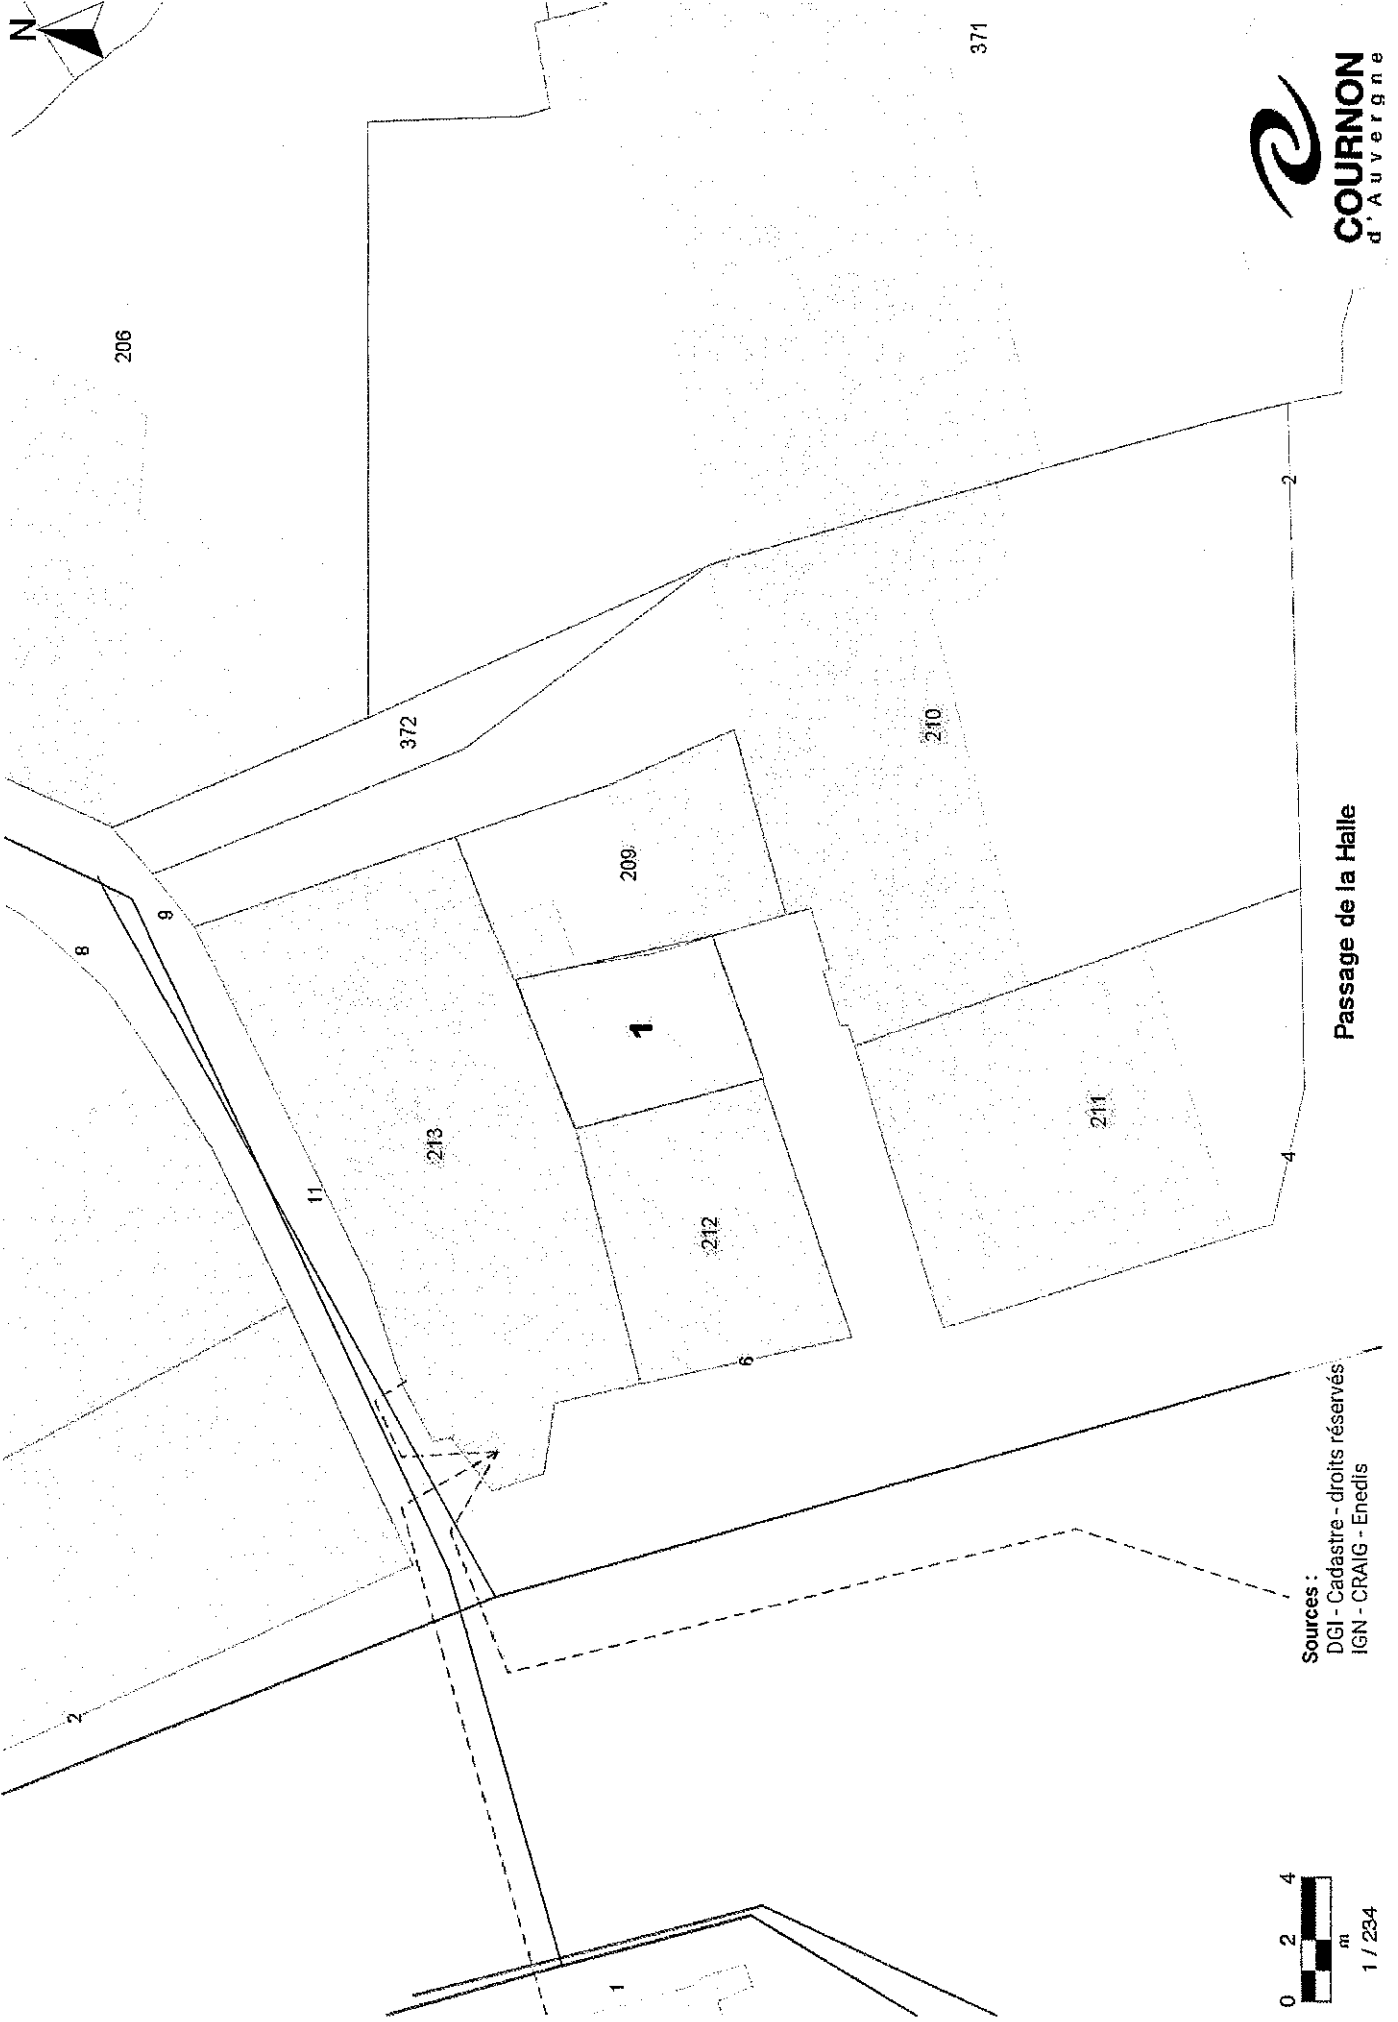 N
371
COURNON
d'Auvergne
206
372
2
210
209
9
8
1
213
11
211
212
4
6
Passage de la Halle
2
1
Sources :
DGI - Cadastre - droits réservés
IGN - CRAIG - Enedis
0 2 4
m
1 / 234